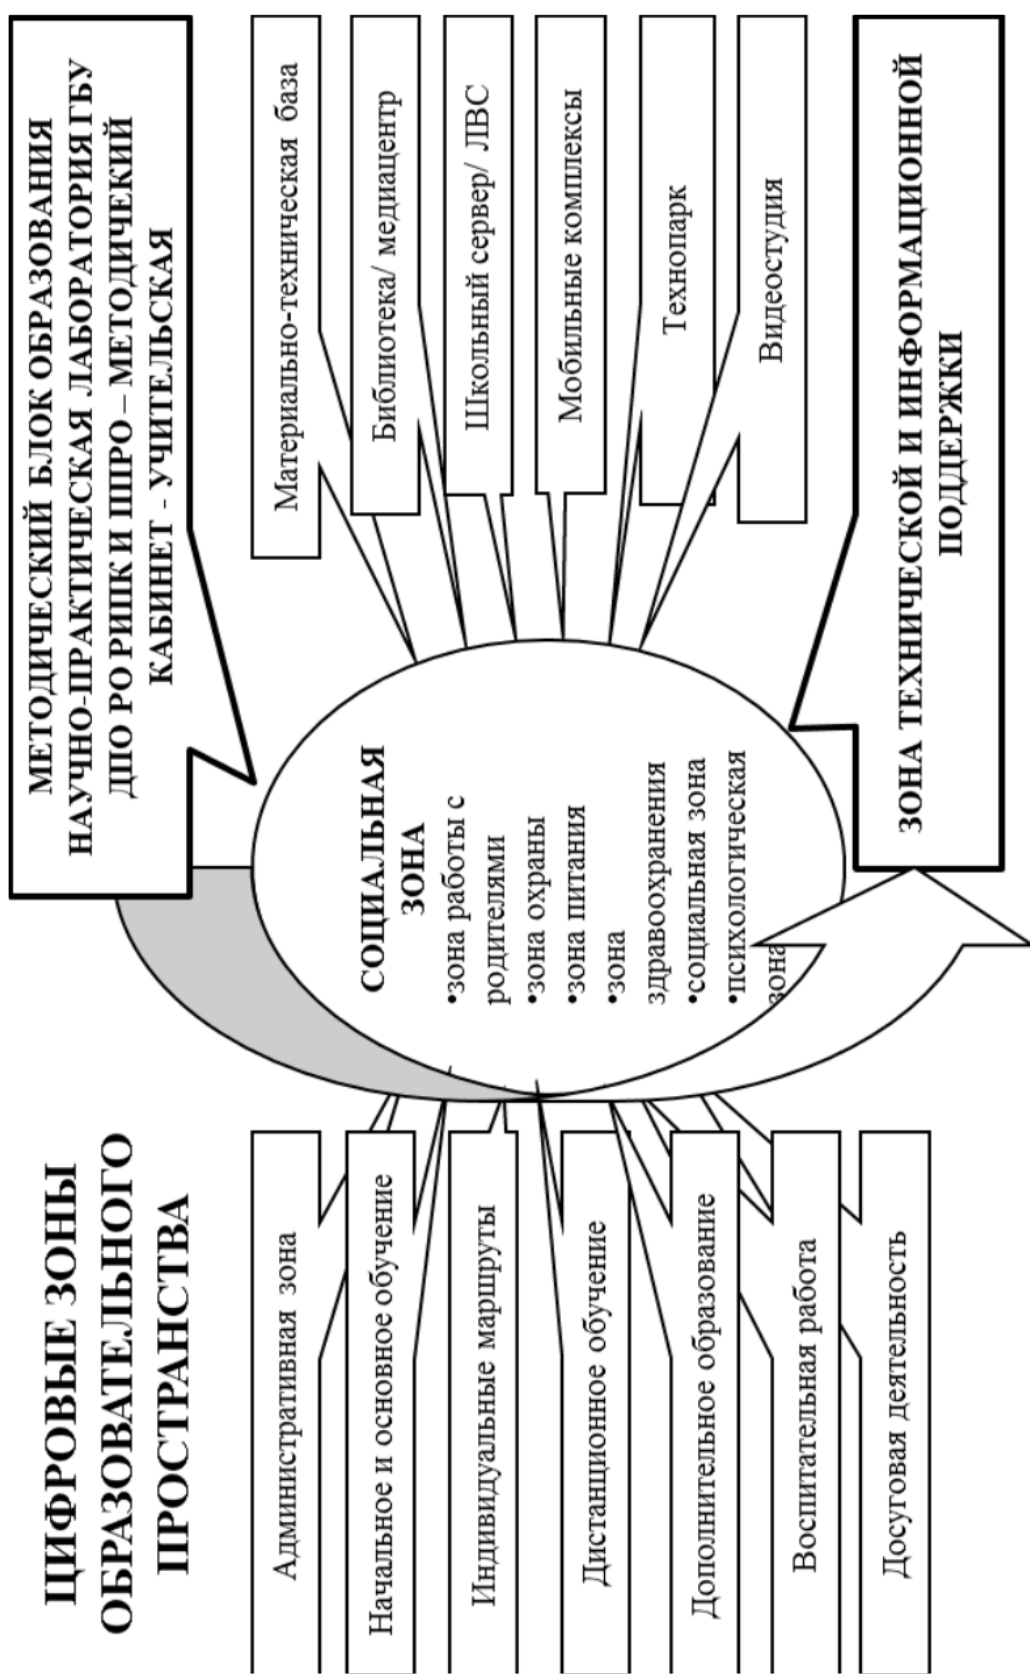 ЦИФРОВЫЕ ЗОНЫ
ОБРАЗОВАТЕЛЬНОГО
ПРОСТРАНСТВА
МЕТОДИЧЕСКИЙ БЛОК ОБРАЗОВАНИЯ
НАУЧНО-ПРАКТИЧЕСКАЯ ЛАБОРАТОРИЯ ГБУ
ДПО РО РИПК И ППРО – МЕТОДИЧЕКИЙ
КАБИНЕТ - УЧИТЕЛЬСКАЯ
Административная зона
Начальное и основное обучение
Индивидуальные маршруты
Дистанционное обучение
Дополнительное образование
Воспитательная работа
Досуговая деятельность
СОЦИАЛЬНАЯ
ЗОНА
•зона работы с
родителями
•зона охраны
•зона питания
•зона
здравоохранения
•социальная зона
•психологическая
зона
Материально-техническая база
Библиотека/ медиацентр
Школьный сервер/ ЛВС
Мобильные комплексы
Технопарк
Видеостудия
ЗОНА ТЕХНИЧЕСКОЙ И ИНФОРМАЦИОННОЙ
ПОДДЕРЖКИ